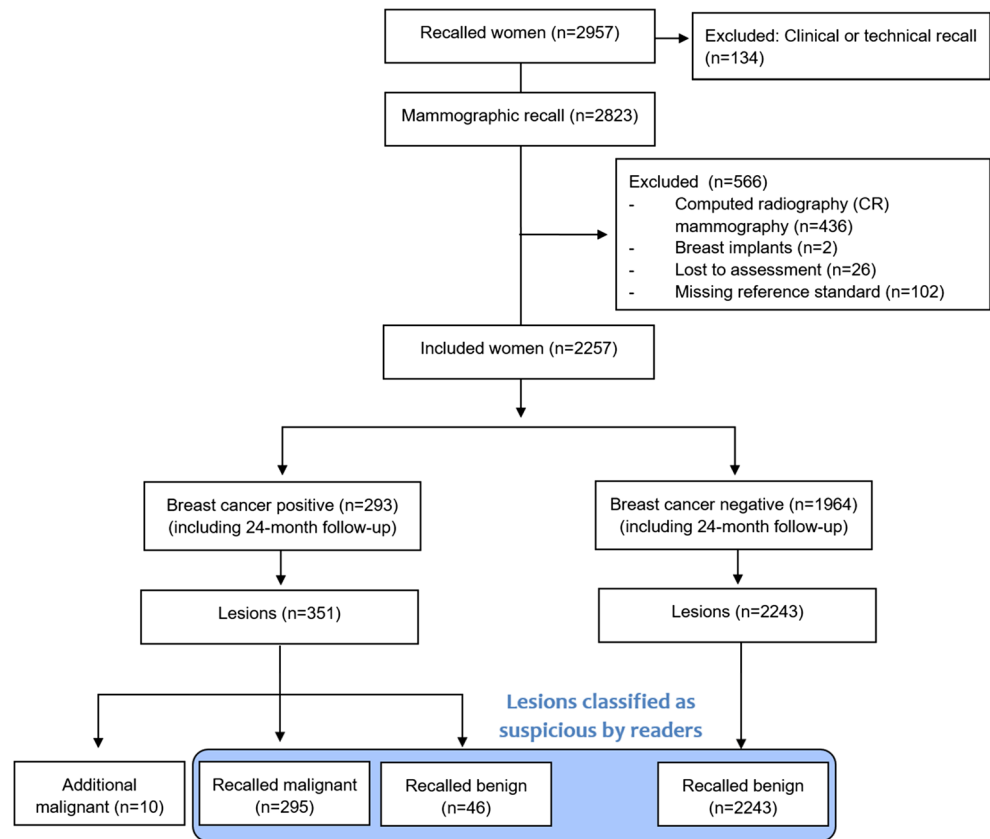 Recalled women (n=2957)
Excluded: Clinical or technical recall
(n=134)
Mammographic recall (n=2823)
Excluded  (n=566)
- Computed radiography (CR)
mammography (n=436)
- Breast implants (n=2)
- Lost to assessment (n=26)
- Missing reference standard (n=102)
Included women (n=2257)
Breast cancer positive (n=293)
(including 24-month follow-up)
Breast cancer negative (n=1964)
(including 24-month follow-up)
Lesions (n=351)
Lesions (n=2243)
Lesions classified as
suspicious by readers
Additional
malignant (n=10)
Recalled malignant
(n=295)
Recalled benign
(n=46)
Recalled benign
(n=2243)